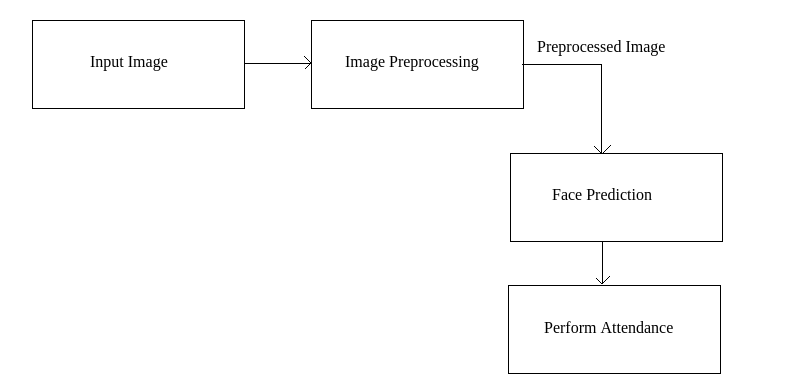 Input Image
Image Preprocessing
Preprocessed Image
Face Prediction
Perform Attendance